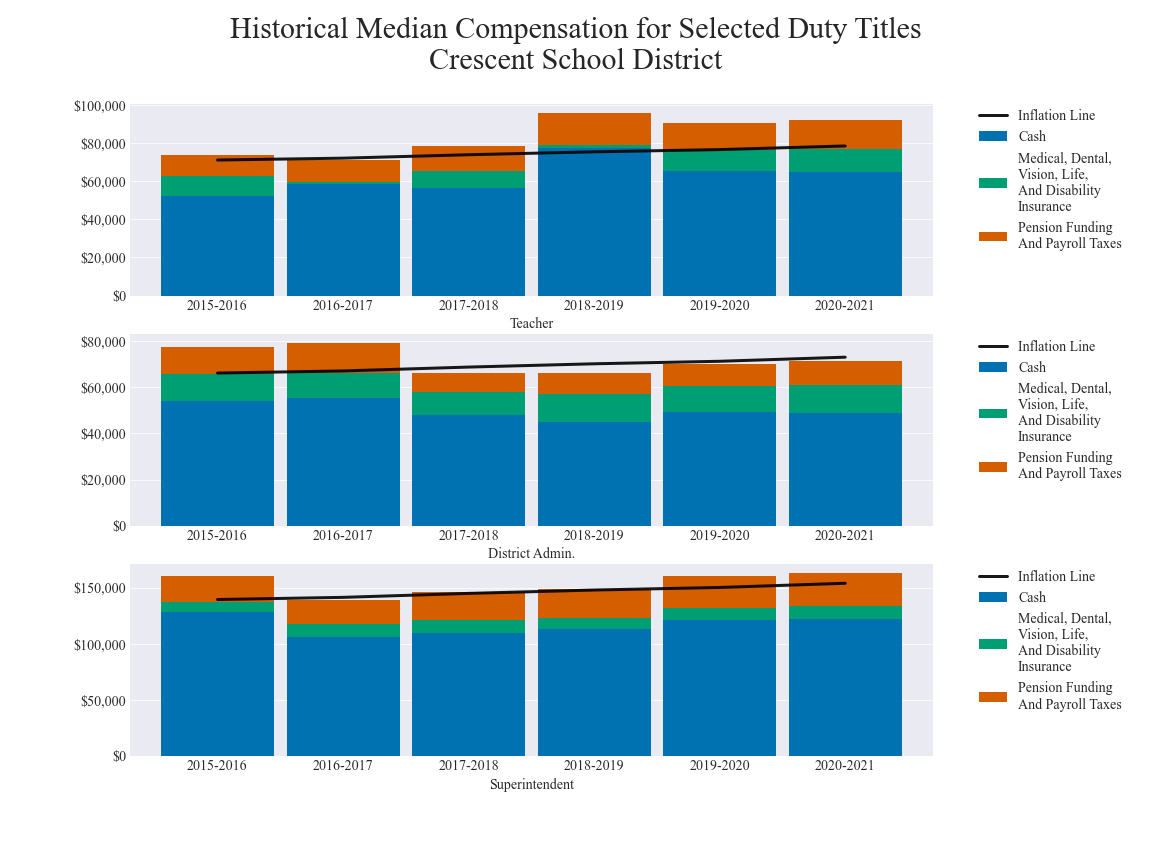 Historical Median Compensation for Selected Duty Titles
Crescent School District
$100,000
$80,000
$60,000
$40,000
$20,000
$0
2015-2016
2016-2017
2017-2018
2018-2019
2019-2020
2020-2021
Teacher
Inflation Line
Cash
Medical, Dental,
Vision, Life,
And Disability
Insurance
Pension Funding
And Payroll Taxes
$80,000
$60,000
$40,000
$20,000
$0
2015-2016
2016-2017
2017-2018
2018-2019
2019-2020
2020-2021
District Admin.
Inflation Line
Cash
Medical, Dental,
Vision, Life,
And Disability
Insurance
Pension Funding
And Payroll Taxes
$150,000
$100,000
$50,000
$0
2015-2016
2016-2017
2017-2018
2018-2019
2019-2020
2020-2021
Superintendent
Inflation Line
Cash
Medical, Dental,
Vision, Life,
And Disability
Insurance
Pension Funding
And Payroll Taxes